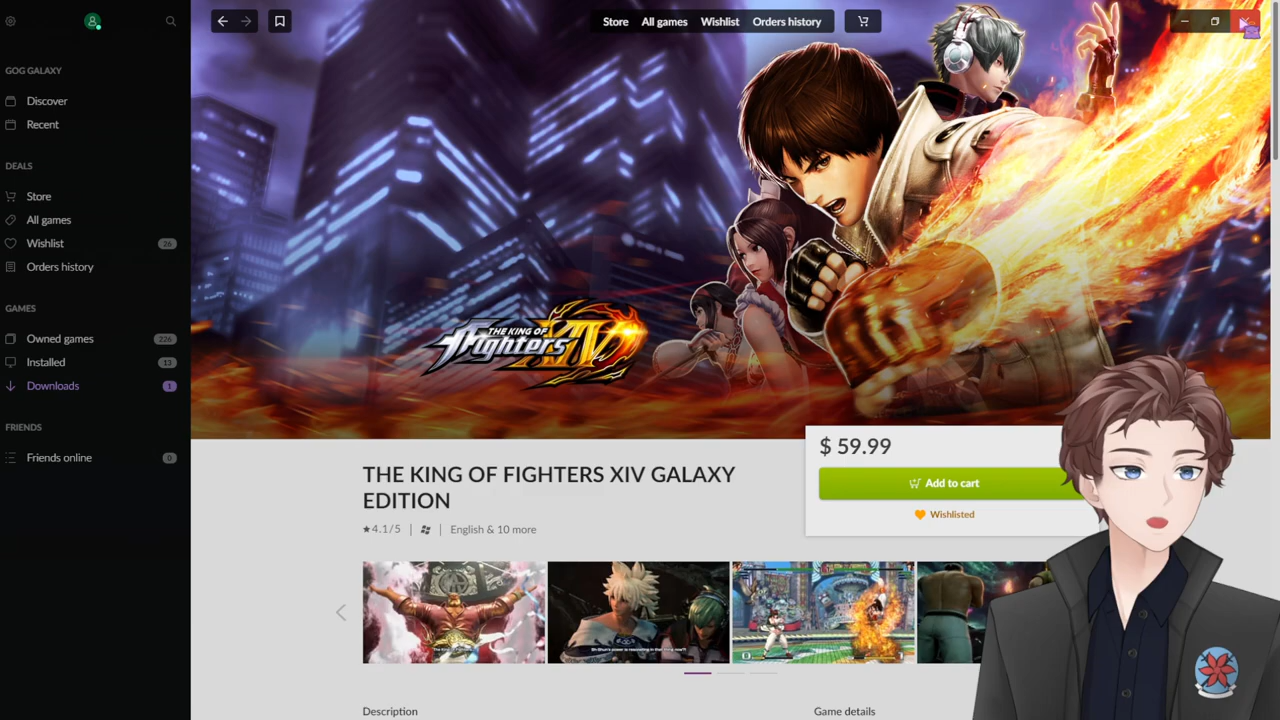 Store All games Wishlist Orders history
GOG GALAXY
Discover
Recent
DEALS
Store
All games
Wishlist 26
Orders history
GAMES
Owned games 226
Installed 13
Downloads 1
FRIENDS
Friends online 0
THE KING OF
Fighters XIV
$ 59.99
Add to cart
Wishlisted
THE KING OF FIGHTERS XIV GALAXY
EDITION
4.1/5 | | English & 10 more
Description
Game details